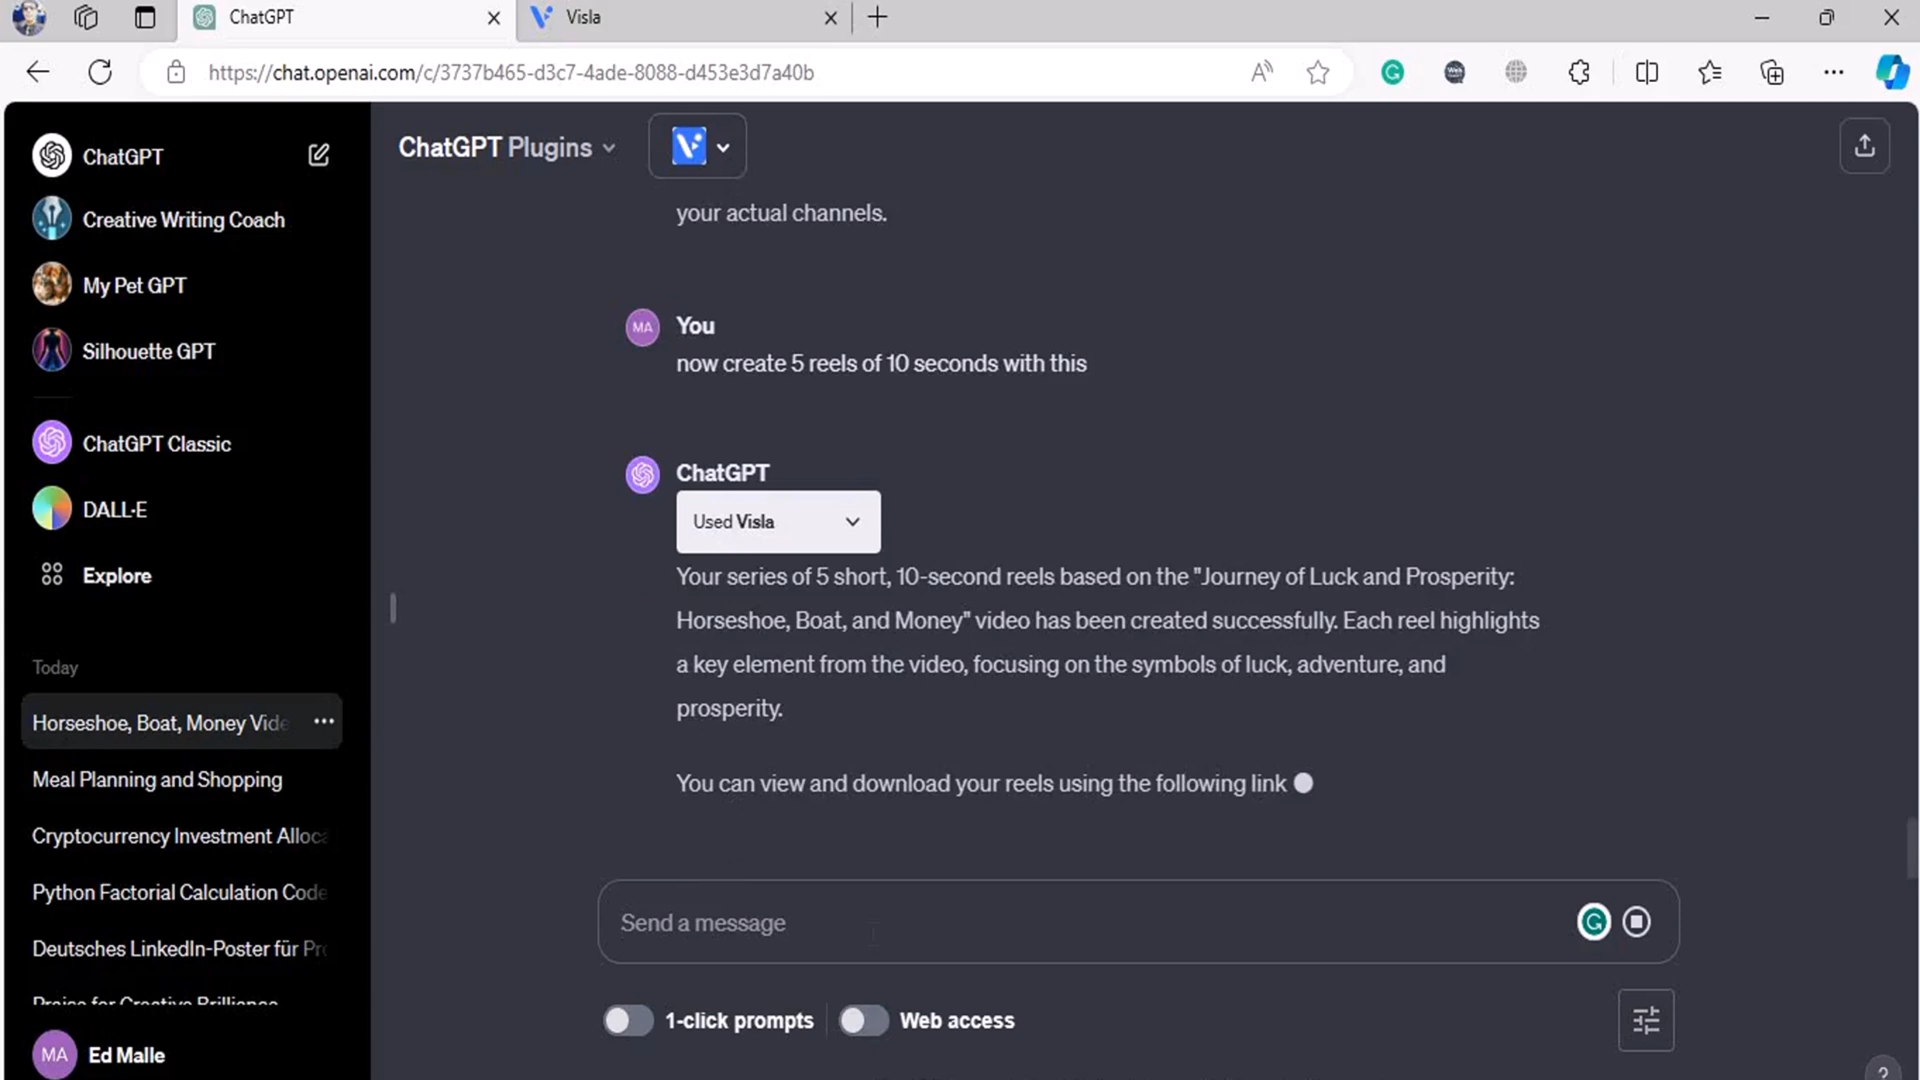 ChatGPT
Visla
https://chat.openai.com/c/3737b465-d3c7-4ade-8088-d453e3d7a40b
ChatGPT
Creative Writing Coach
My Pet GPT
Silhouette GPT
ChatGPT Classic
DALL·E
Explore
Today
Horseshoe, Boat, Money Vide
Meal Planning and Shopping
Cryptocurrency Investment Alloca
Python Factorial Calculation Code
Deutsches LinkedIn-Poster für Pro
Praise for Creative Brilliance
MA
Ed Malle
ChatGPT Plugins
your actual channels.
MA
You
now create 5 reels of 10 seconds with this
ChatGPT
Used Visla
Your series of 5 short, 10-second reels based on the "Journey of Luck and Prosperity:
Horseshoe, Boat, and Money" video has been created successfully. Each reel highlights
a key element from the video, focusing on the symbols of luck, adventure, and
prosperity.
You can view and download your reels using the following link
Send a message
1-click prompts
Web access
?